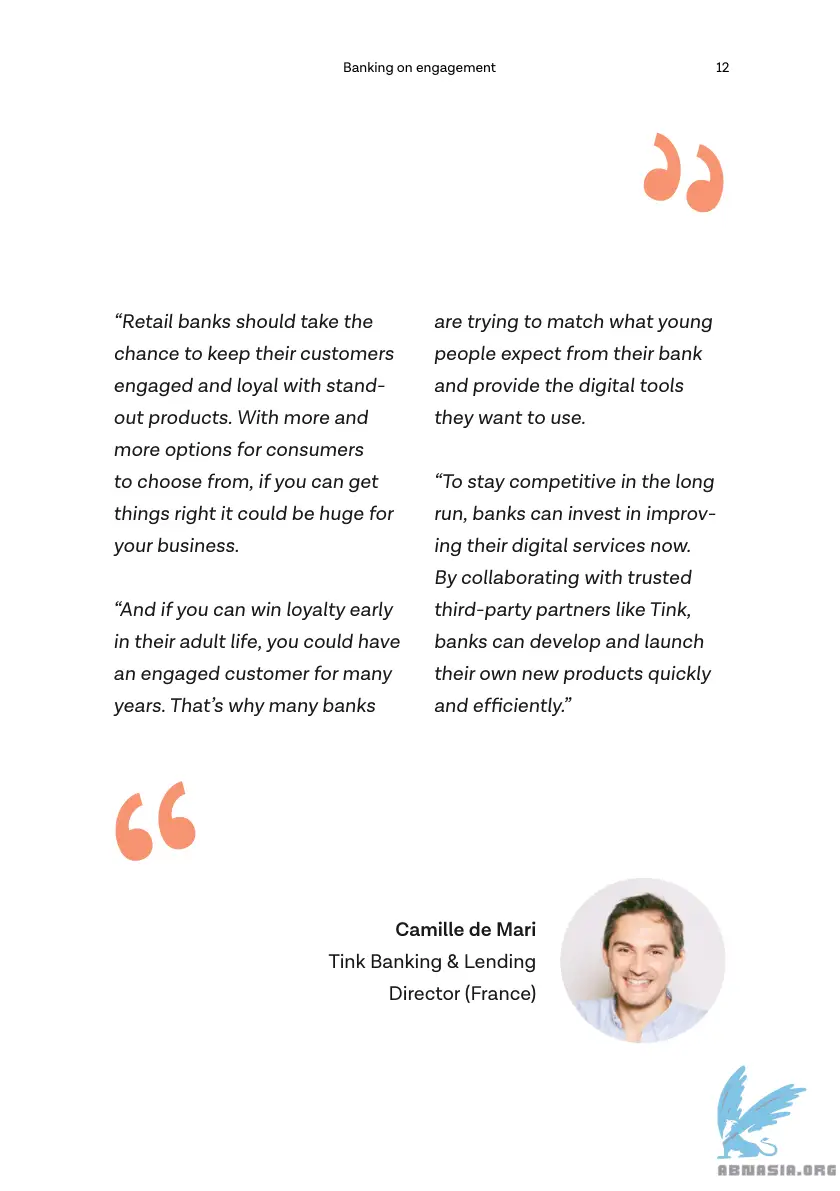 Banking on engagement
12
“Retail banks should take the
chance to keep their customers
engaged and loyal with stand-
out products. With more and
more options for consumers
to choose from, if you can get
things right it could be huge for
your business.
“And if you can win loyalty early
in their adult life, you could have
an engaged customer for many
years. That’s why many banks
are trying to match what young
people expect from their bank
and provide the digital tools
they want to use.
“To stay competitive in the long
run, banks can invest in improv-
ing their digital services now.
By collaborating with trusted
third-party partners like Tink,
banks can develop and launch
their own new products quickly
and efficiently.”
Camille de Mari
Tink Banking & Lending
Director (France)
ABNASIA.ORG